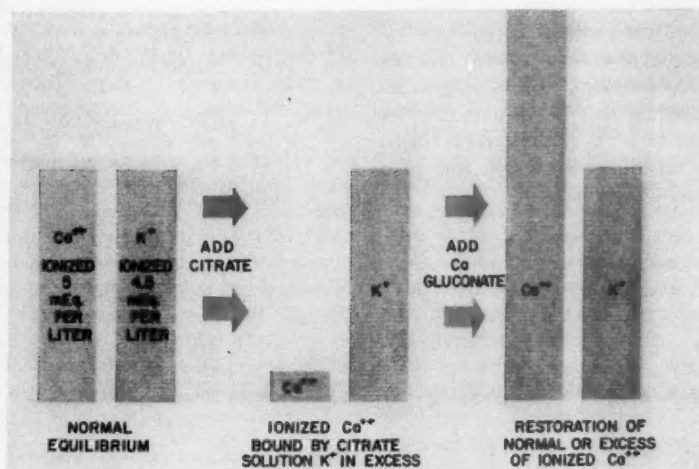 Ca++
IONIZED
5
mEq.
PER
LITER
K+
IONIZED
4.5
mEq.
PER
LITER
ADD
CITRATE
Ca++
K+
ADD
Ca
GLUCONATE
Ca++
K+
NORMAL
EQUILIBRIUM
IONIZED Ca++
BOUND BY CITRATE
SOLUTION K+ IN EXCESS
RESTORATION OF
NORMAL OR EXCESS
OF IONIZED Ca++